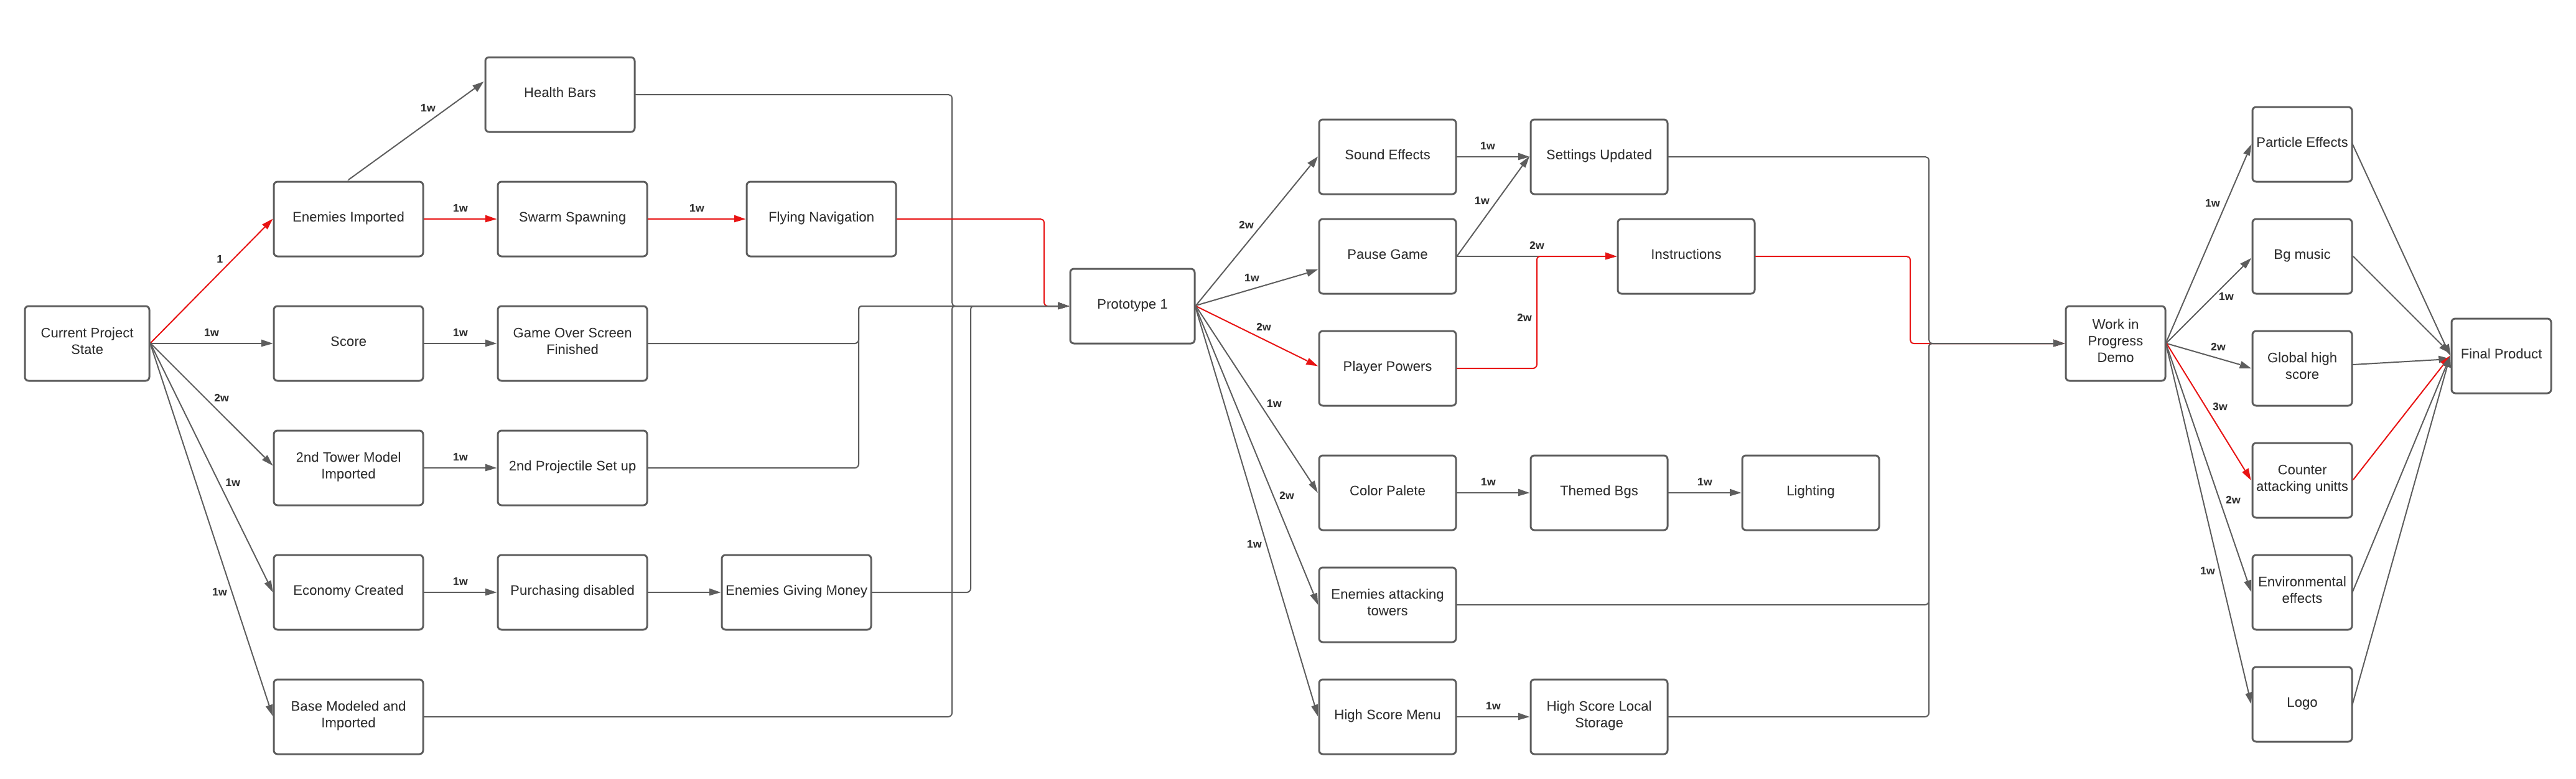 Health Bars
1w
Enemies Imported
1w
Swarm Spawning
1w
Flying Navigation
1
Current Project
State
1w
Score
1w
Game Over Screen
Finished
2w
2nd Tower Model
Imported
1w
2nd Projectile Set up
1w
Economy Created
1w
Purchasing disabled
Enemies Giving Money
1w
Base Modeled and
Imported
Prototype 1
2w
Sound Effects
1w
Settings Updated
1w
Pause Game
1w
2w
Instructions
2w
Player Powers
2w
1w
Color Palete
1w
Themed Bgs
1w
Lighting
2w
Enemies attacking
towers
1w
High Score Menu
1w
High Score Local
Storage
Work in
Progress
Demo
1w
Particle Effects
1w
Bg music
2w
Global high
score
3w
Counter
attacking unitts
2w
Environmental
effects
1w
Logo
Final Product